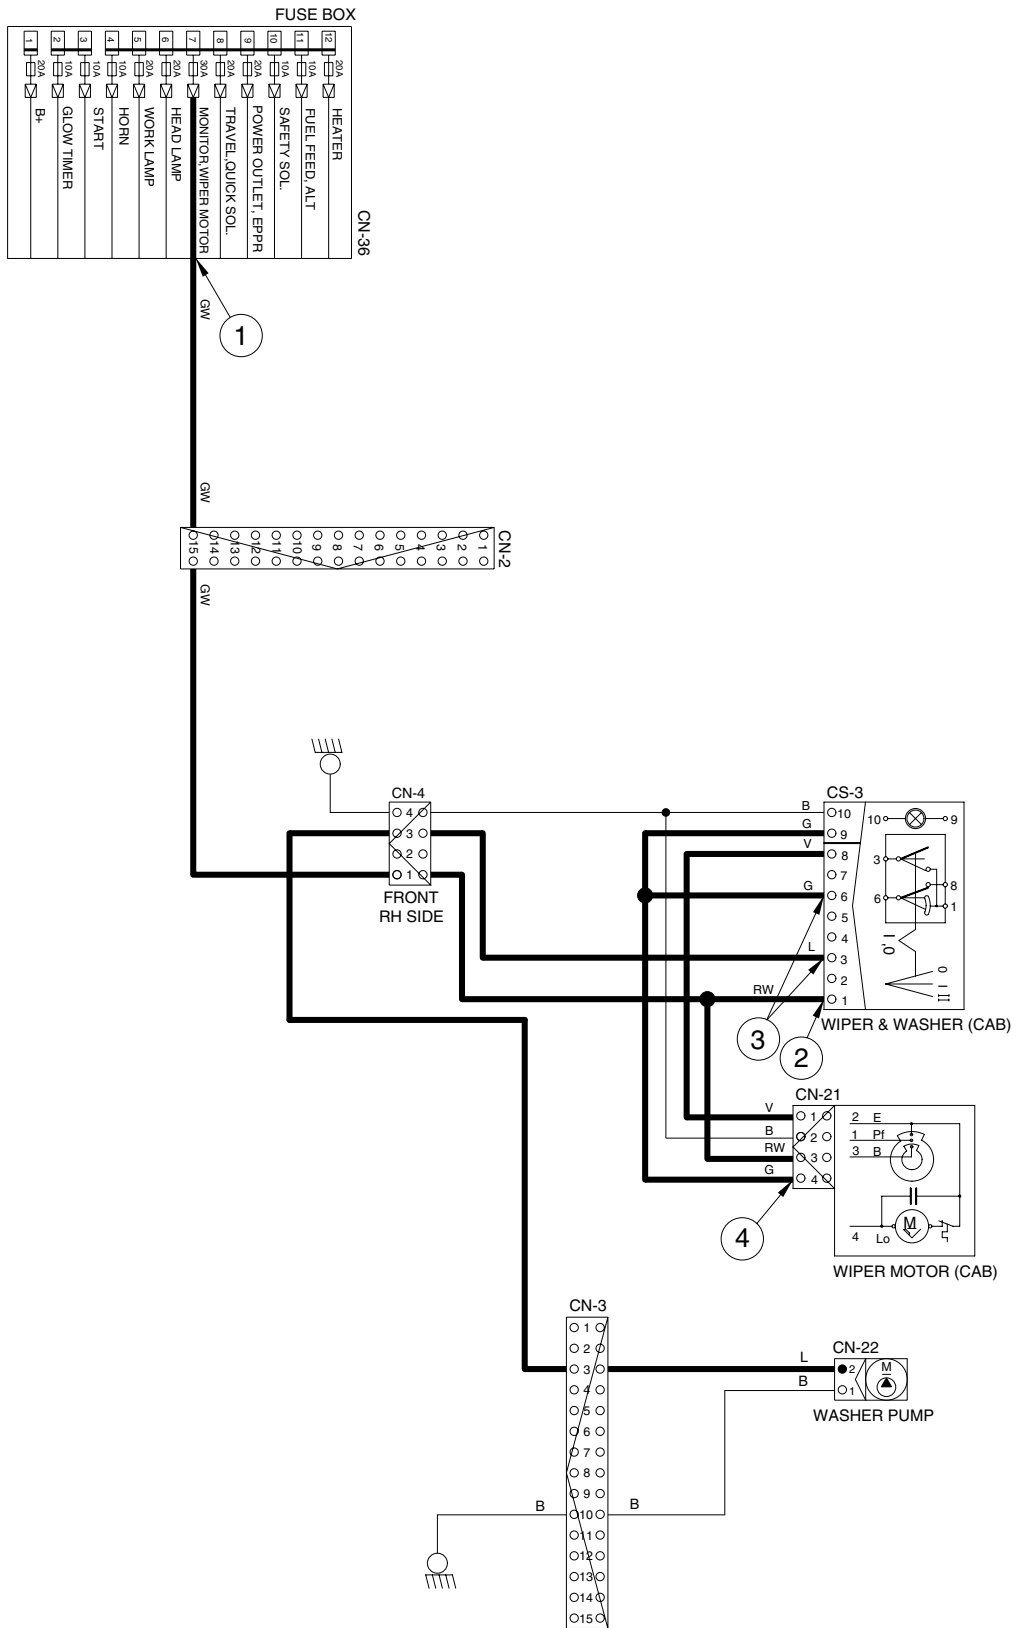 FUSE BOX
1 2 3 4 5 6 7 8 9 10 11 12
20A 10A 10A 10A 20A 20A 30A 20A 20A 10A 10A 20A
B+
GLOW TIMER
START
HORN
WORK LAMP
HEAD LAMP
MONITOR,WIPER MOTOR
TRAVEL,QUICK SOL.
POWER OUTLET, EPPR
SAFETY SOL.
FUEL FEED, ALT
HEATER
CN-36
GW
1
GW
CN-2
15 14 13 12 11 10 9 8 7 6 5 4 3 2 1
GW
CN-4
4
3
2
1
FRONT
RH SIDE
CS-3
B 10
G 9
V 8
7
G 6
5
4
L 3
2
RW 1
10 9
3
8
6
1
I,0
0 I II
WIPER & WASHER (CAB)
3
2
CN-21
V 1
B 2
RW 3
G 4
2 E
1 Pf
3 B
M
4 Lo
4
WIPER MOTOR (CAB)
CN-3
1
2
3
4
5
6
7
8
9
10
11
12
13
14
15
B
B
CN-22
L 2
B 1
M
WASHER PUMP